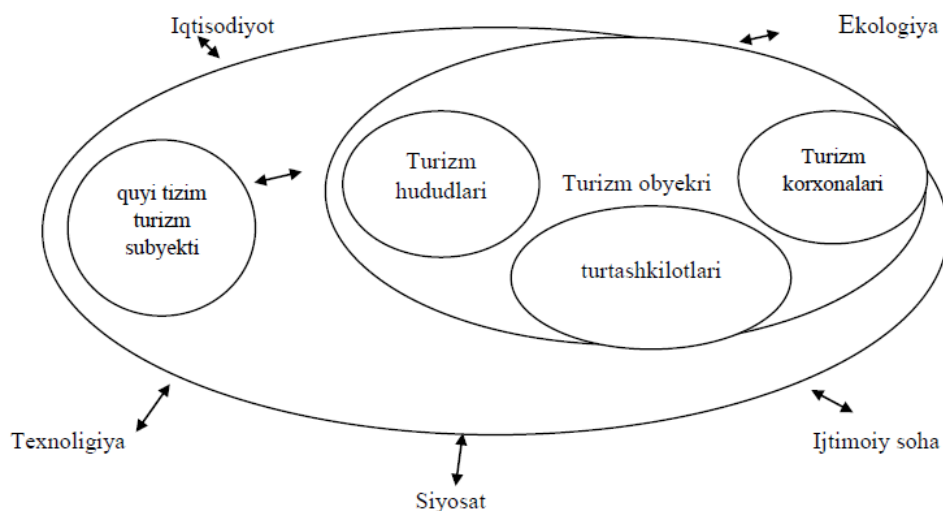 Iqtisodiyot
Ekologiya
Turizm
hududlari
Turizm
korxonalari
Turizm obyekri
quyi tizim
turizm
subyekti
turtashkilotlari
Texnoligiya
Ijtimoiy soha
Siyosat